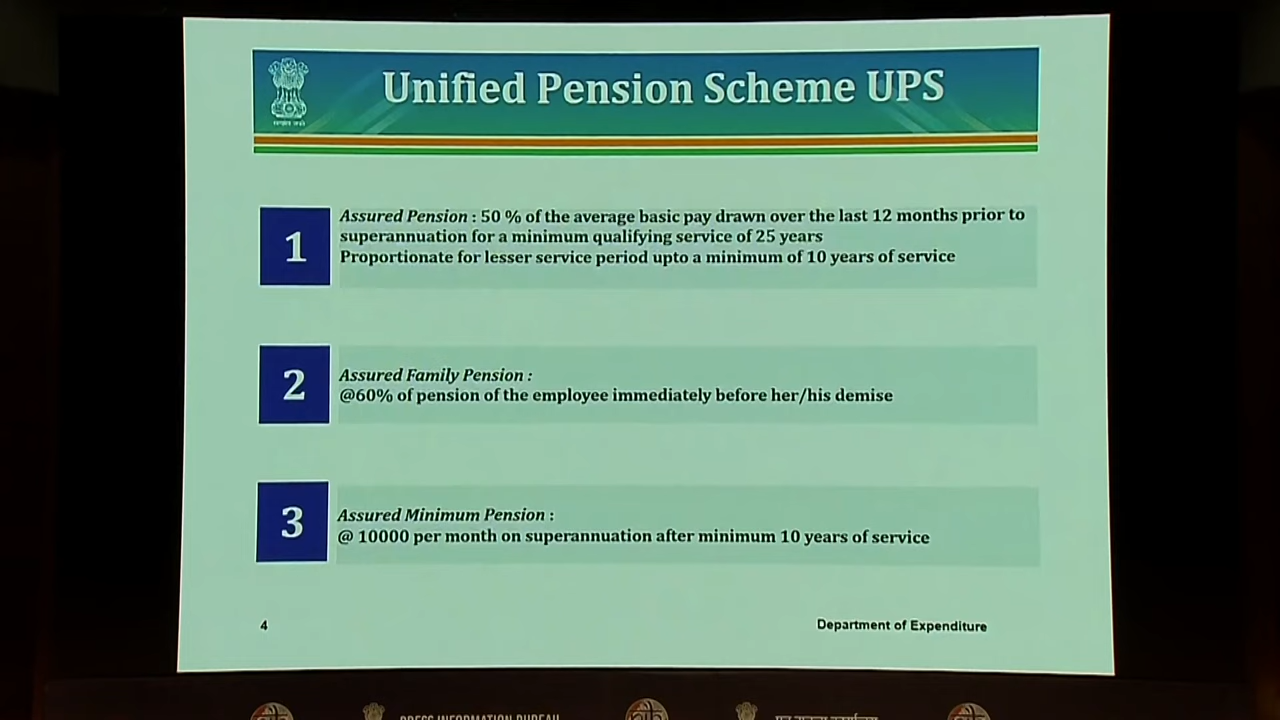 Unified Pension Scheme UPS
1
Assured Pension : 50 % of the average basic pay drawn over the last 12 months prior to
superannuation for a minimum qualifying service of 25 years
Proportionate for lesser service period upto a minimum of 10 years of service
2
Assured Family Pension :
@60% of pension of the employee immediately before her/his demise
3
Assured Minimum Pension :
@ 10000 per month on superannuation after minimum 10 years of service
4
Department of Expenditure
PRESS INFORMATION BUREAU